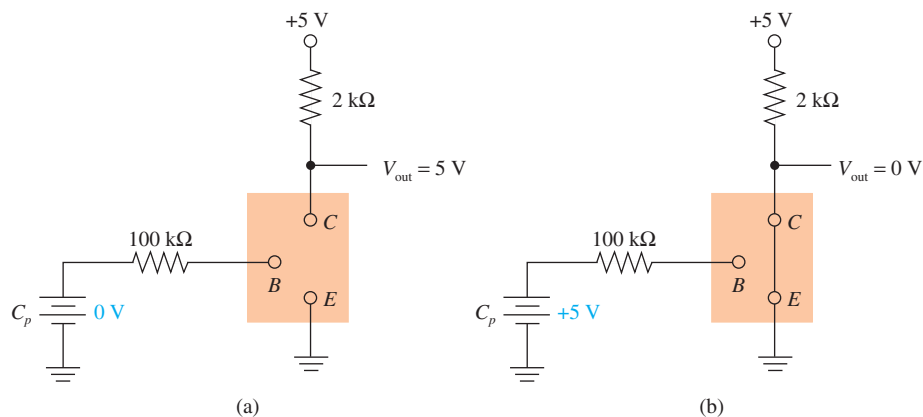 +5 V
2 kΩ
V_out = 5 V
C
100 kΩ
B
E
C_p
0 V
(a)
+5 V
2 kΩ
V_out = 0 V
C
100 kΩ
B
E
C_p
+5 V
(b)